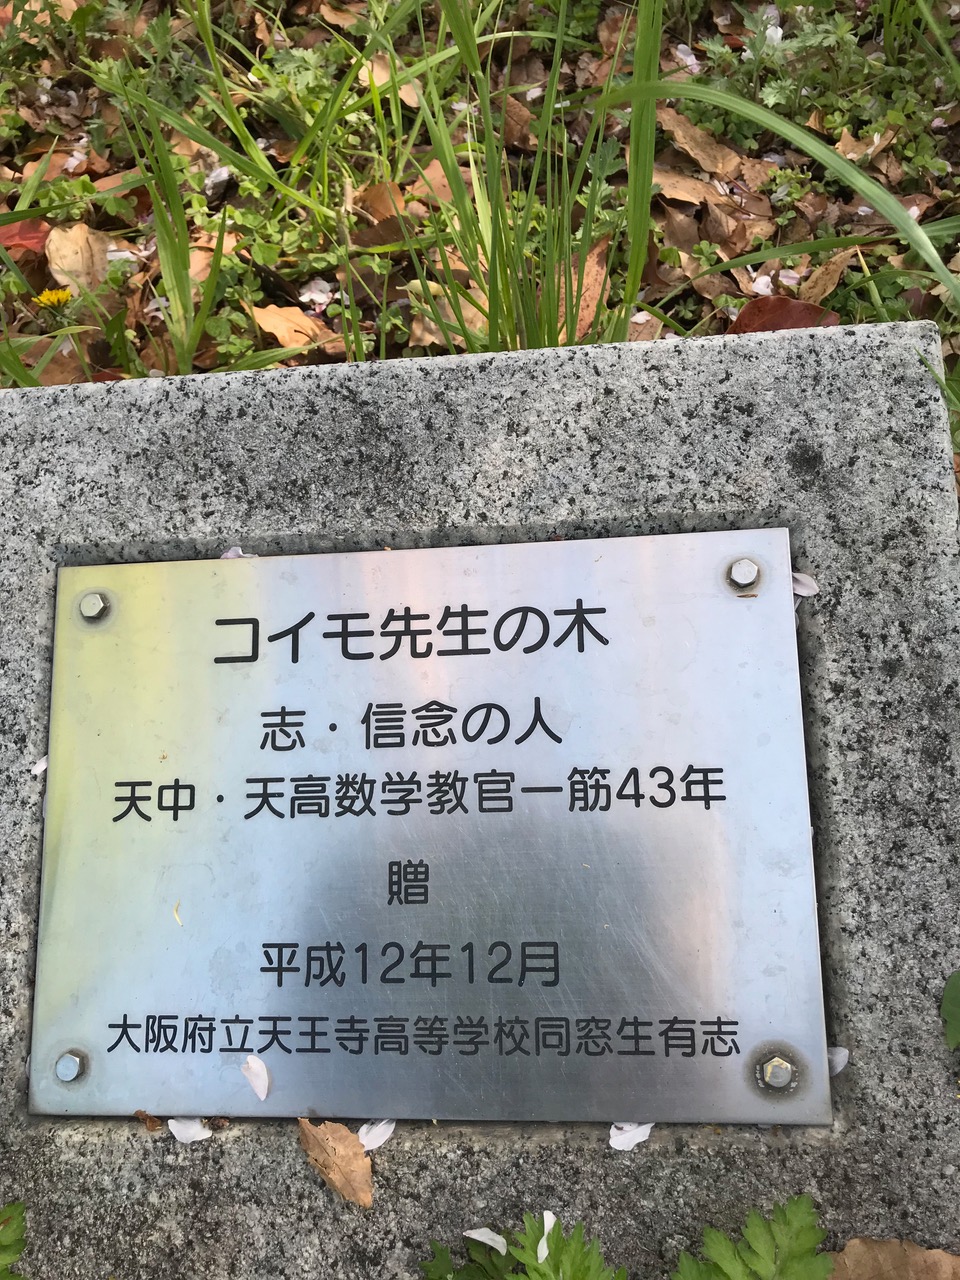 コイモ先生の木
志・信念の人
天中・天高数学教官一筋43年
贈
平成12年12月
大阪府立天王寺高等学校同窓生有志